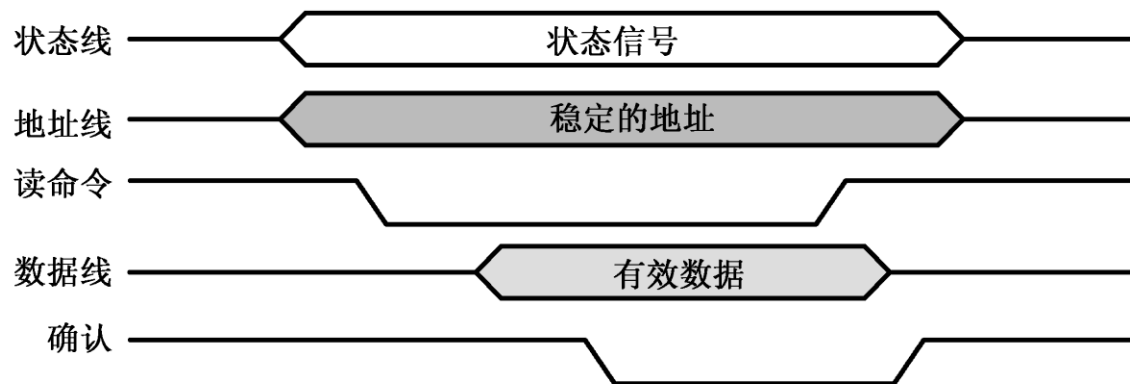 状态线 状态信号
地址线 稳定的地址
读命令
数据线 有效数据
确认